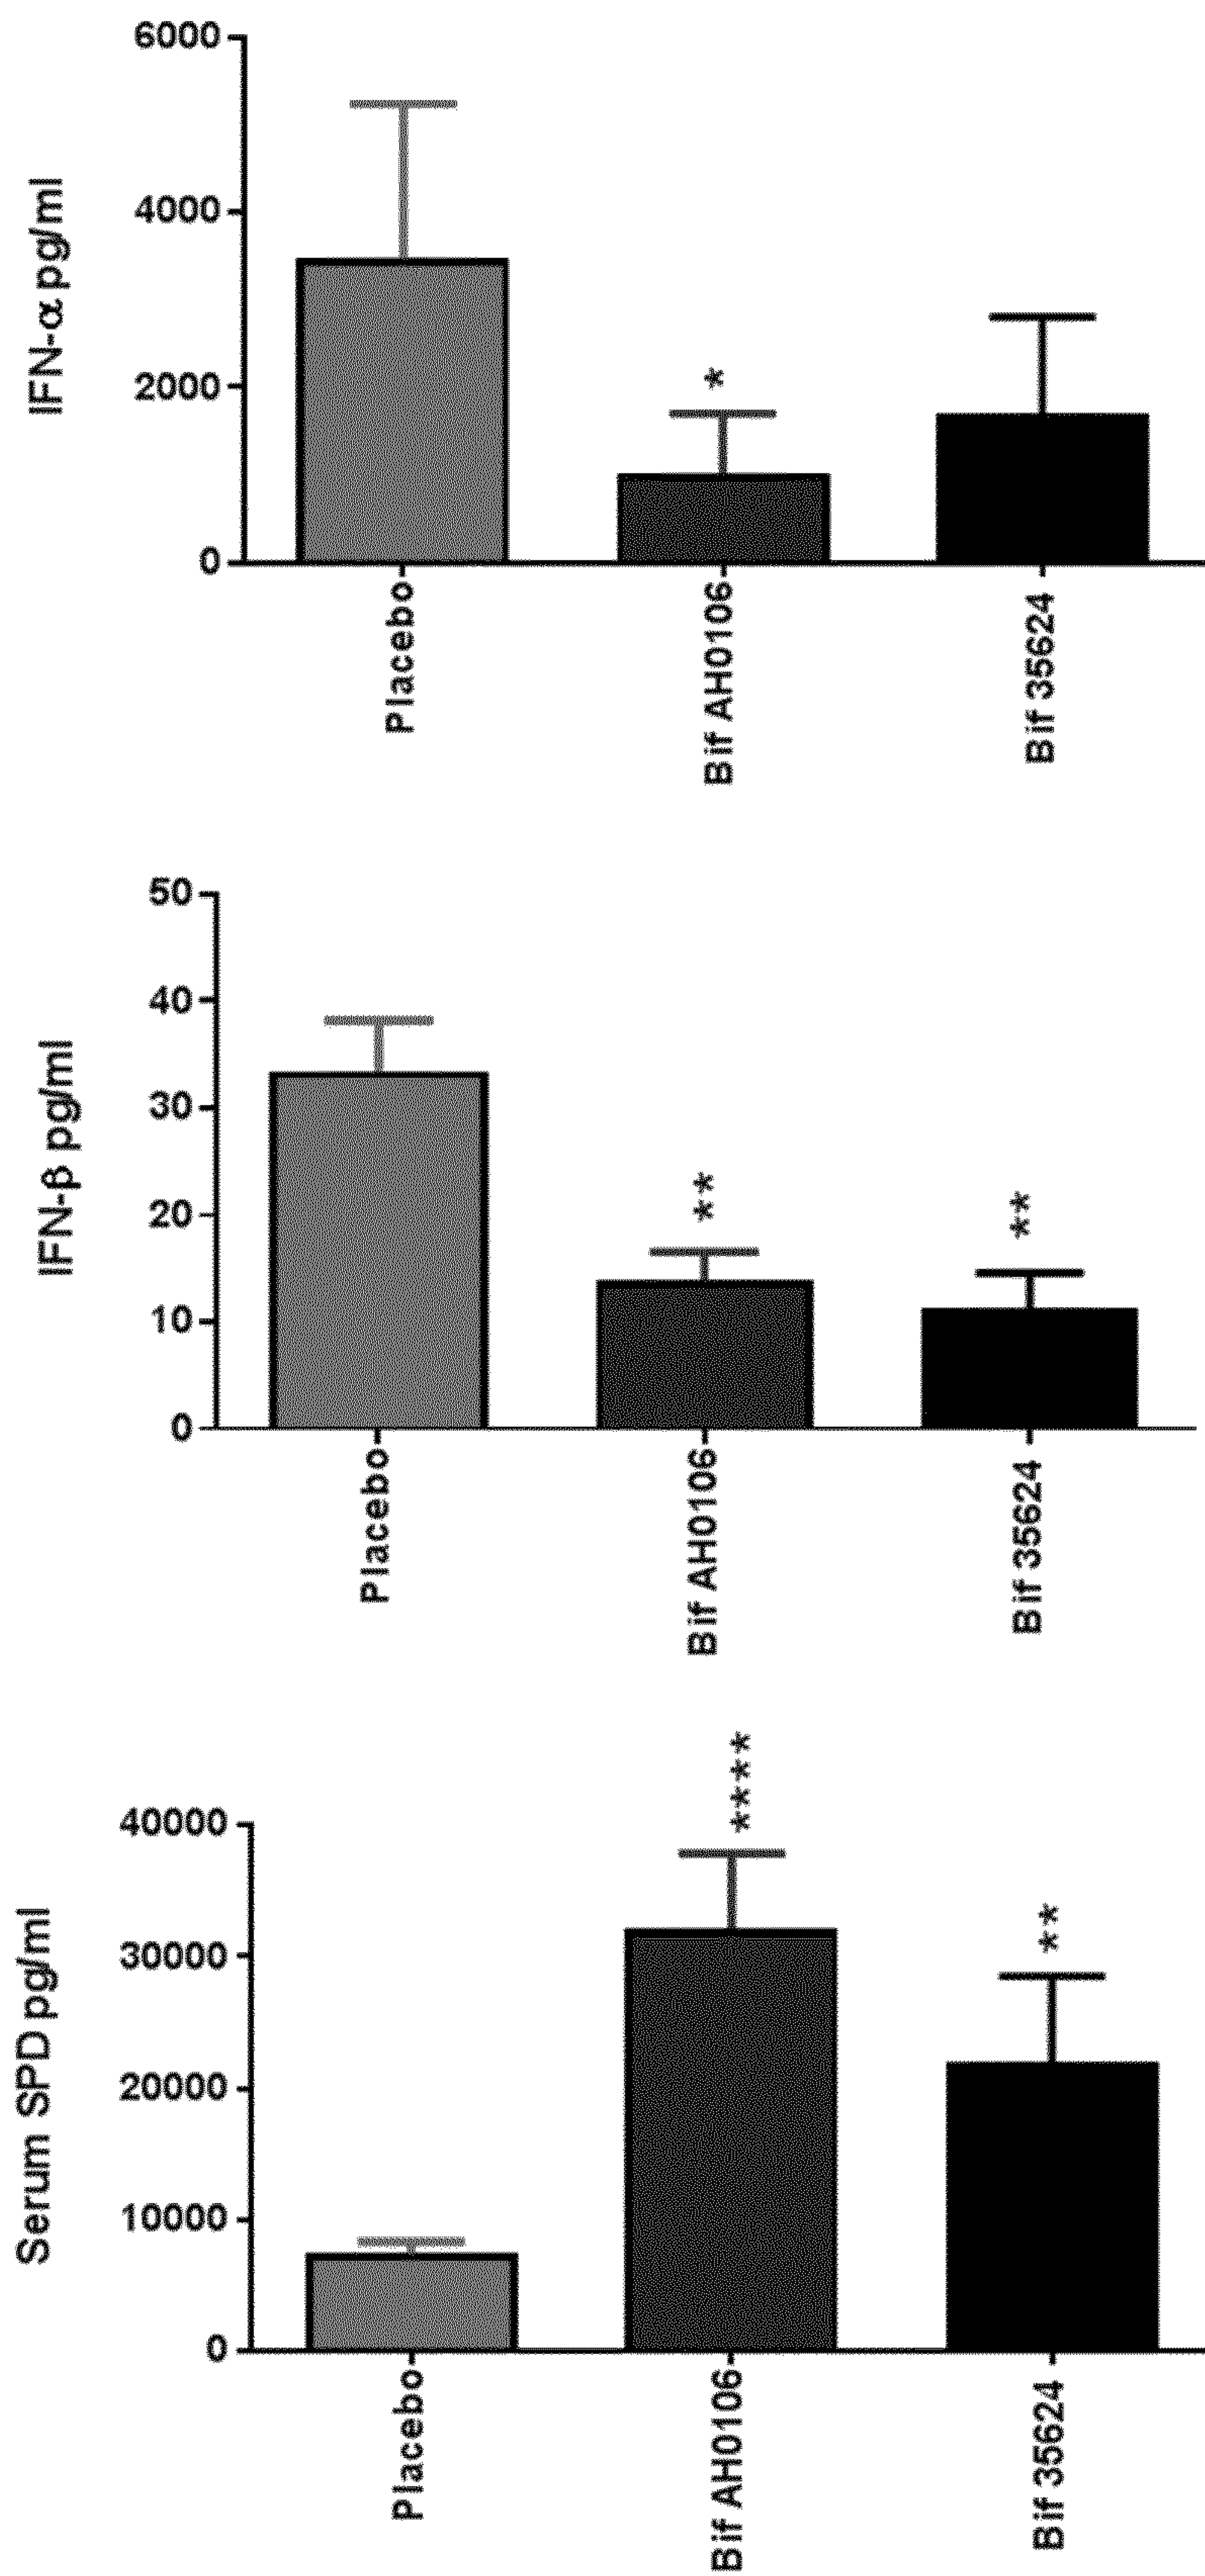 IFN-α pg/ml
6000
4000
2000
0
*
Placebo
Bif AH0106
Bif 35624
IFN-β pg/ml
50
40
30
20
10
0
**
**
Placebo
Bif AH0106
Bif 35624
Serum SPD pg/ml
40000
30000
20000
10000
0
****
**
Placebo
Bif AH0106
Bif 35624